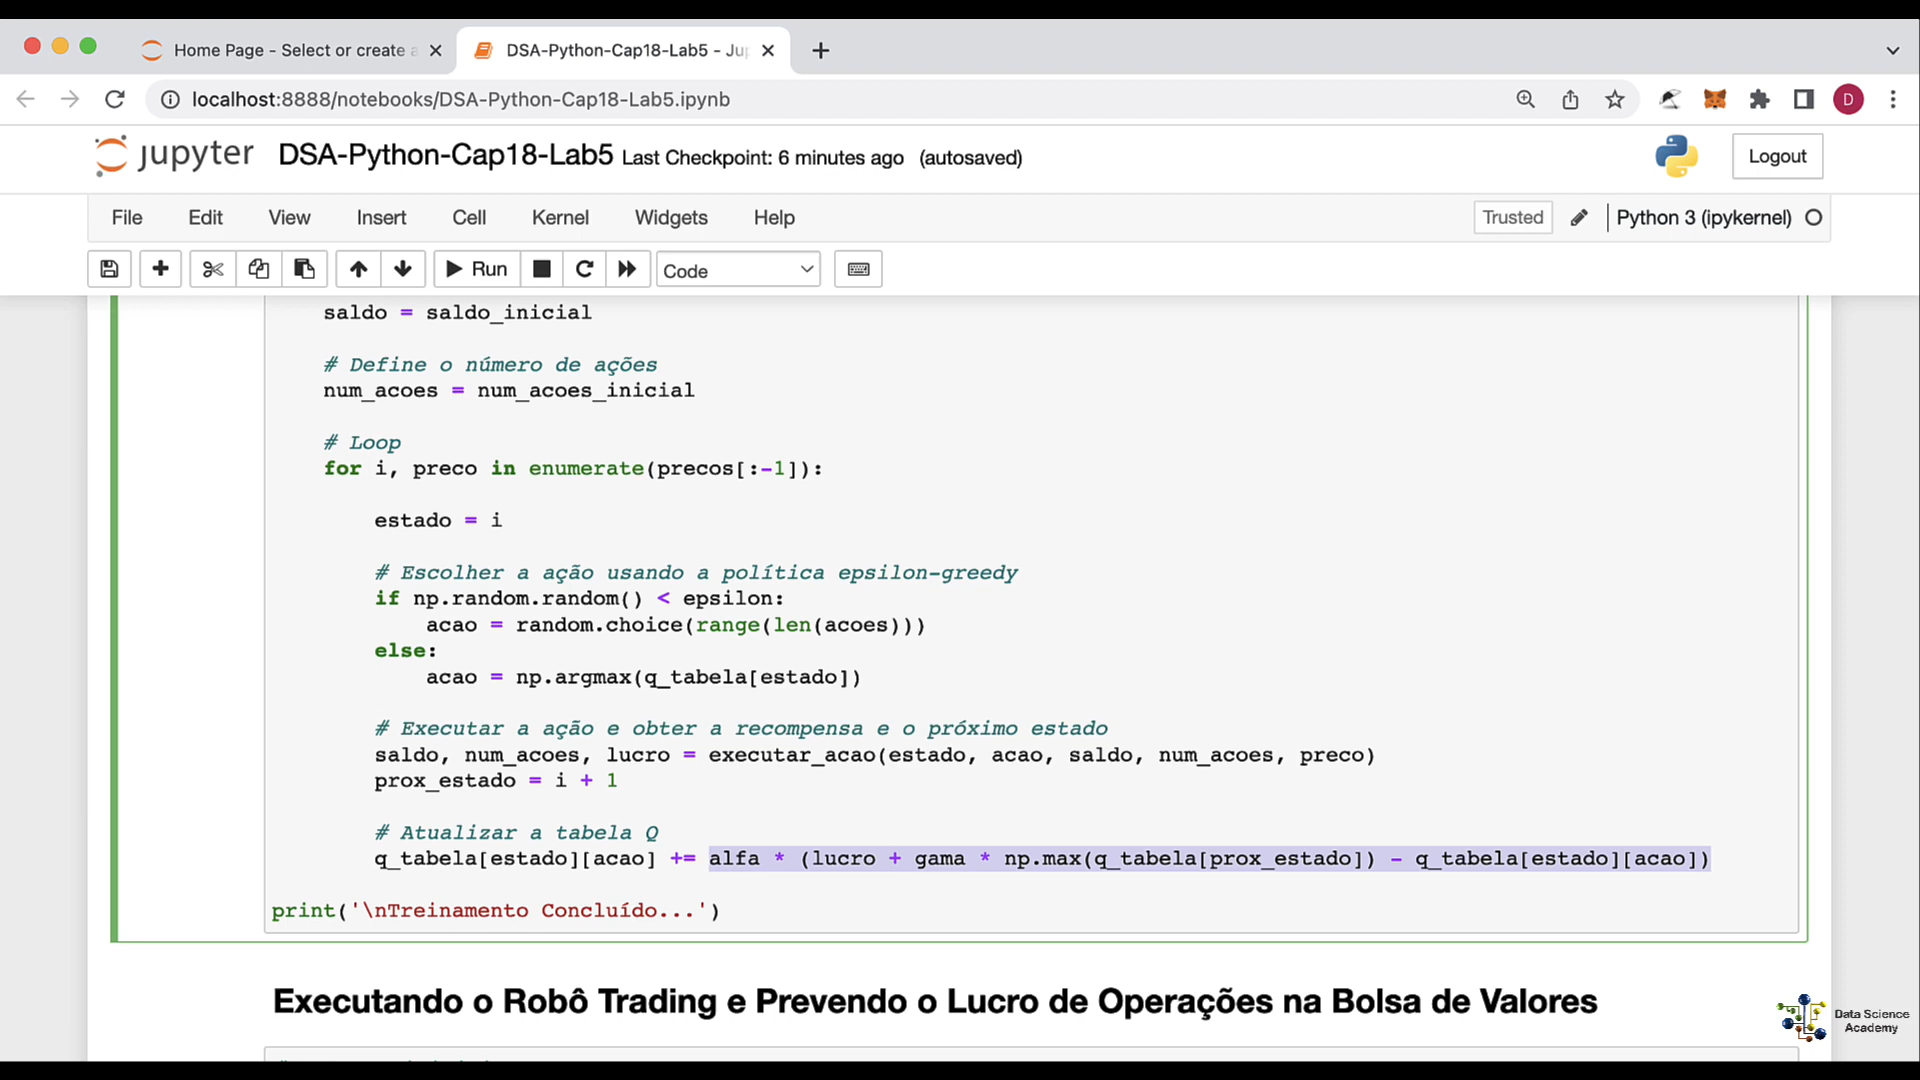 Home Page - Select or create a
DSA-Python-Cap18-Lab5 - Ju
localhost:8888/notebooks/DSA-Python-Cap18-Lab5.ipynb
D
jupyter DSA-Python-Cap18-Lab5 Last Checkpoint: 6 minutes ago (autosaved)
Logout
File Edit View Insert Cell Kernel Widgets Help
Trusted
Python 3 (ipykernel)
Run
Code
saldo = saldo_inicial
# Define o número de ações
num_acoes = num_acoes_inicial
# Loop
for i, preco in enumerate(precos[:-1]):
estado = i
# Escolher a ação usando a política epsilon-greedy
if np.random.random() < epsilon:
acao = random.choice(range(len(acoes)))
else:
acao = np.argmax(q_tabela[estado])
# Executar a ação e obter a recompensa e o próximo estado
saldo, num_acoes, lucro = executar_acao(estado, acao, saldo, num_acoes, preco)
prox_estado = i + 1
# Atualizar a tabela Q
q_tabela[estado][acao] += alfa * (lucro + gama * np.max(q_tabela[prox_estado]) - q_tabela[estado][acao])
print('\nTreinamento Concluído...')
Executando o Robô Trading e Prevendo o Lucro de Operações na Bolsa de Valores
Data Science
Academy